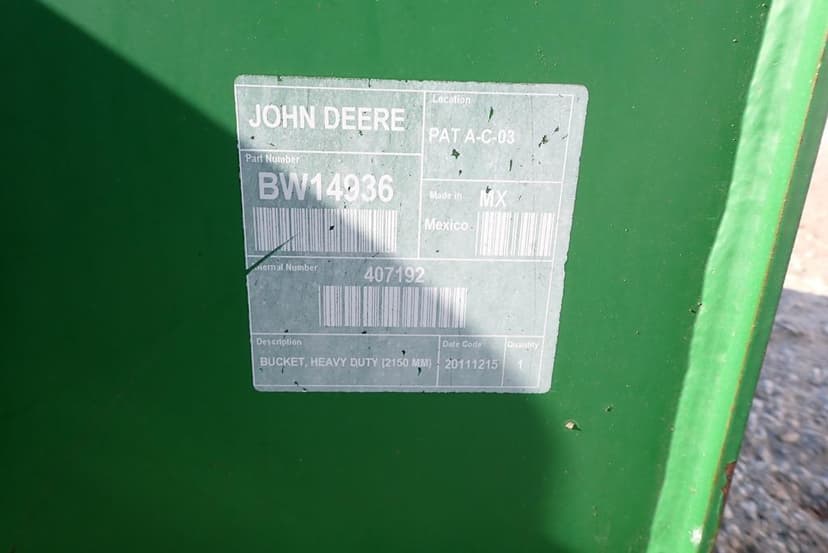 JOHN DEERE
Location
PAT A-C-03
Part Number
BW14936
Made in MX
Mexico
Internal Number
407192
Description
BUCKET, HEAVY DUTY (2150 MM)
Date Code
20111215
Quantity
1